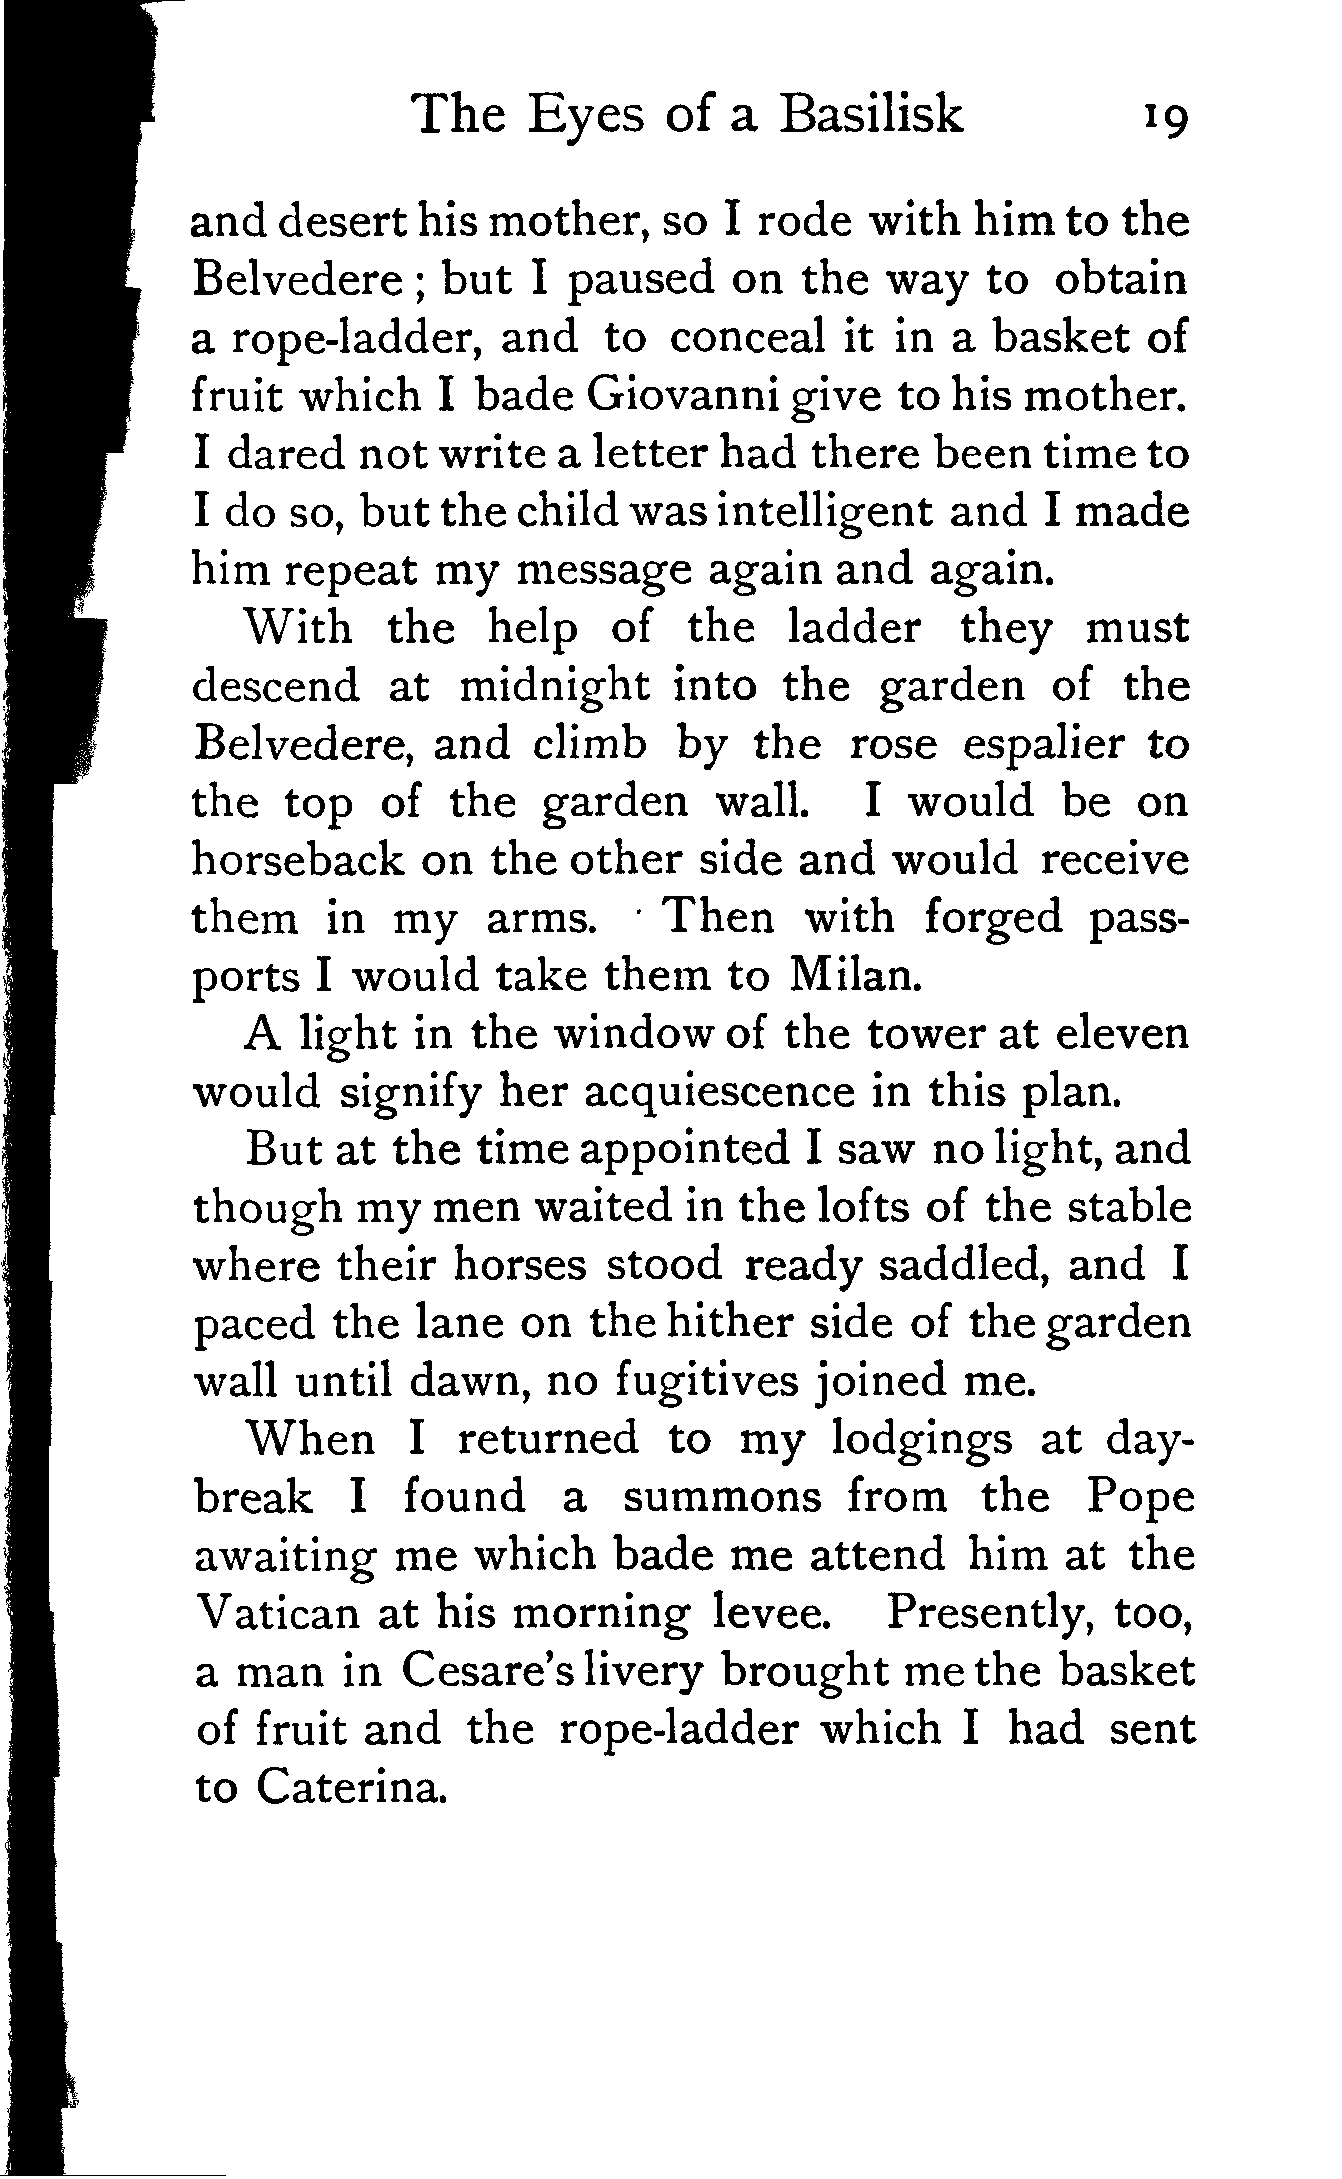 The Eyes of a Basilisk 19
and desert his mother, so I rode with him to the
Belvedere ; but I paused on the way to obtain
a rope-ladder, and to conceal it in a basket of
fruit which I bade Giovanni give to his mother.
I dared not write a letter had there been time to
I do so, but the child was intelligent and I made
him repeat my message again and again.
With the help of the ladder they must
descend at midnight into the garden of the
Belvedere, and climb by the rose espalier to
the top of the garden wall. I would be on
horseback on the other side and would receive
them in my arms. Then with forged pass-
ports I would take them to Milan.
A light in the window of the tower at eleven
would signify her acquiescence in this plan.
But at the time appointed I saw no light, and
though my men waited in the lofts of the stable
where their horses stood ready saddled, and I
paced the lane on the hither side of the garden
wall until dawn, no fugitives joined me.
When I returned to my lodgings at day-
break I found a summons from the Pope
awaiting me which bade me attend him at the
Vatican at his morning levee. Presently, too,
a man in Cesare's livery brought me the basket
of fruit and the rope-ladder which I had sent
to Caterina.